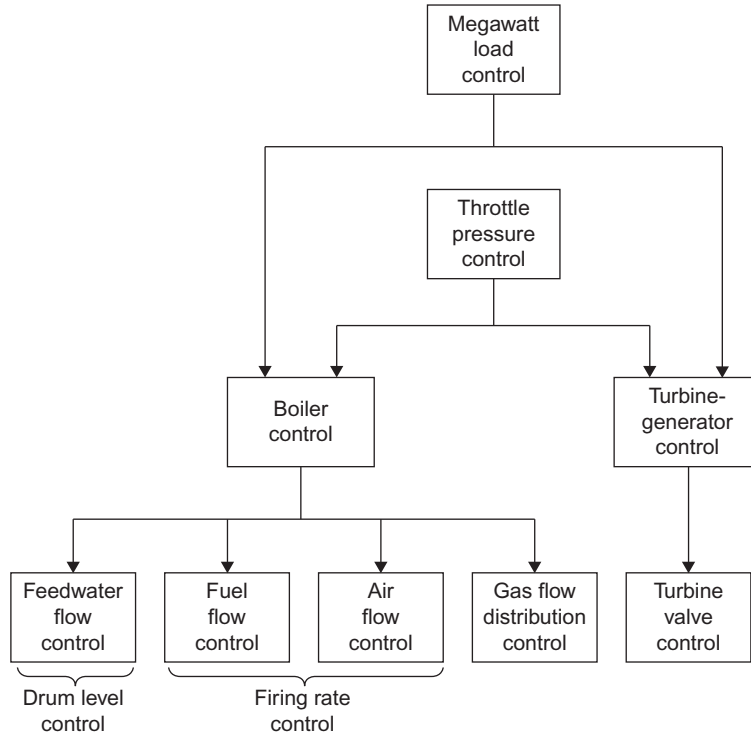 Megawatt
load
control
Throttle
pressure
control
Boiler
control
Turbine-
generator
control
Feedwater
flow
control
Fuel
flow
control
Air
flow
control
Gas flow
distribution
control
Turbine
valve
control
Drum level
control
Firing rate
control